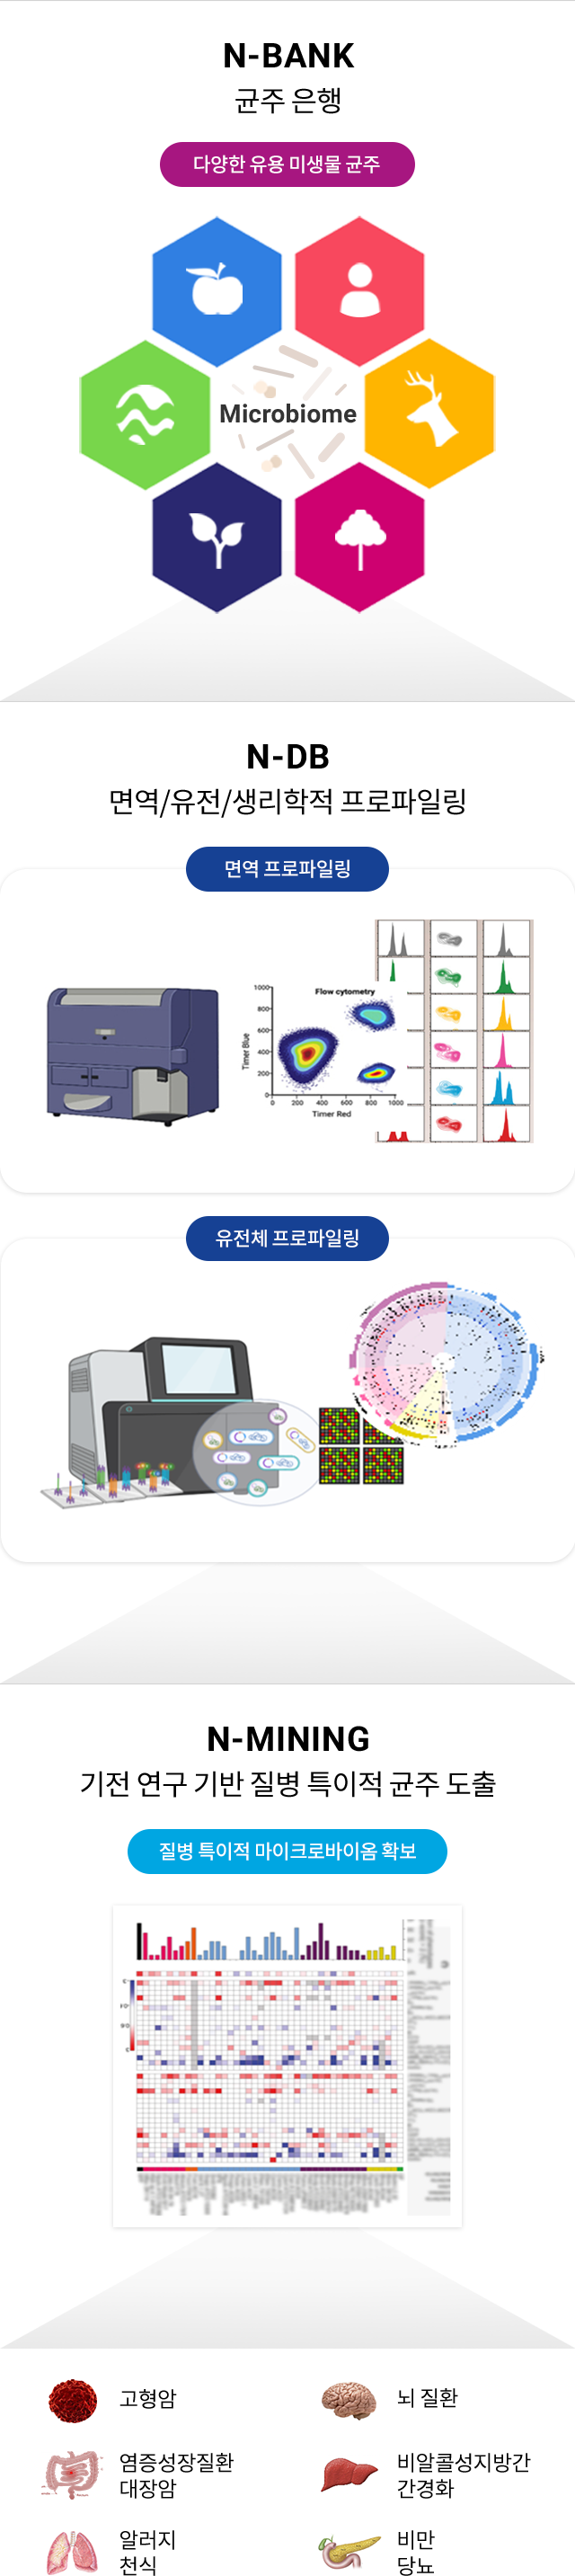 N-BANK
균주 은행
다양한 유용 미생물 균주
Microbiome
N-DB
면역/유전/생리학적 프로파일링
면역 프로파일링
Flow cytometry
1000
800
600
400
200
0
Timer Blue
0 200 400 600 800 1000
Timer Red
유전체 프로파일링
N-MINING
기전 연구 기반 질병 특이적 균주 도출
질병 특이적 마이크로바이옴 확보
고형암
뇌 질환
염증성장질환
대장암
비알콜성지방간
간경화
알러지
천식
비만
당뇨